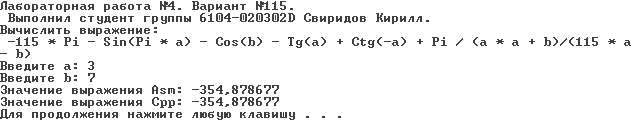 Лабораторная работа №4. Вариант №115.
Выполнил студент группы 6104-020302D Свиридов Кирилл.
Вычислить выражение:
-115 * Pi - Sin(Pi * a) - Cos(b) - Tg(a) + Ctg(-a) + Pi / (a * a + b)/(115 * a
- b)
Введите a: 3
Введите b: 7
Значение выражения Asm: -354,878677
Значение выражения Cpp: -354,878677
Для продолжения нажмите любую клавишу . . .